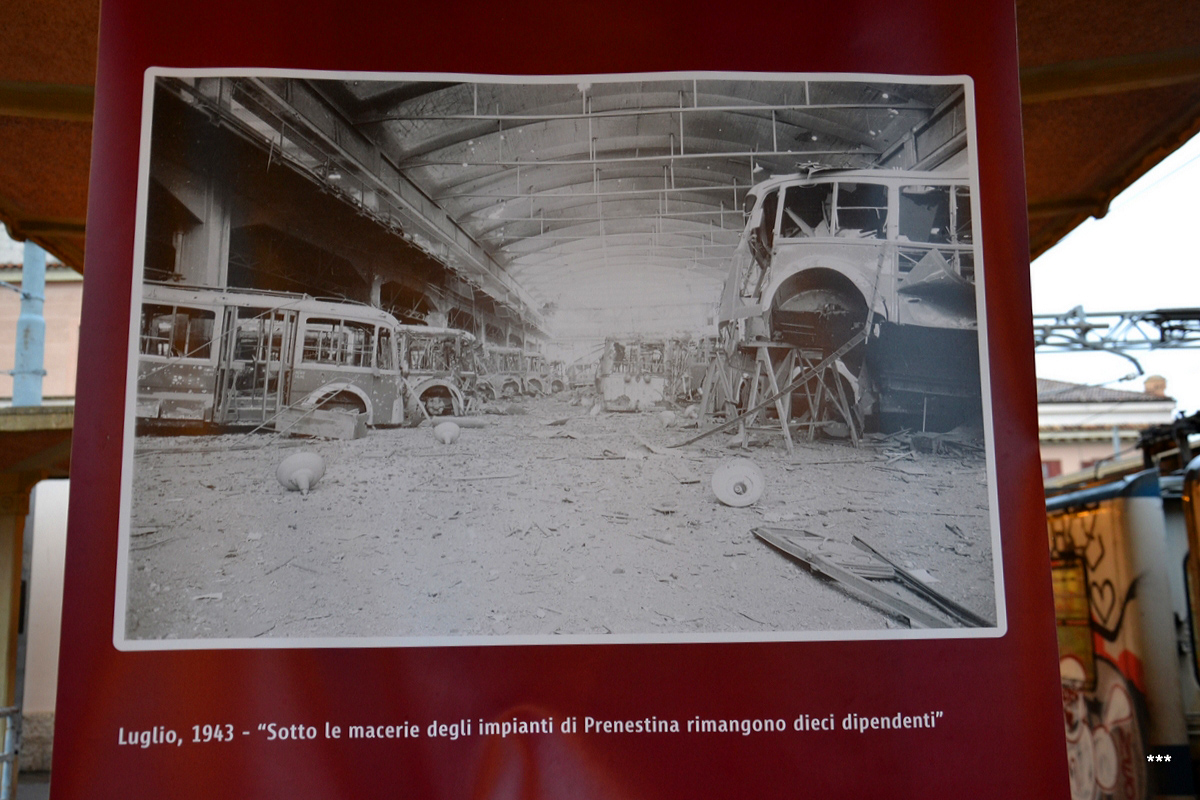 Luglio, 1943 - “Sotto le macerie degli impianti di Prenestina rimangono dieci dipendenti”
***